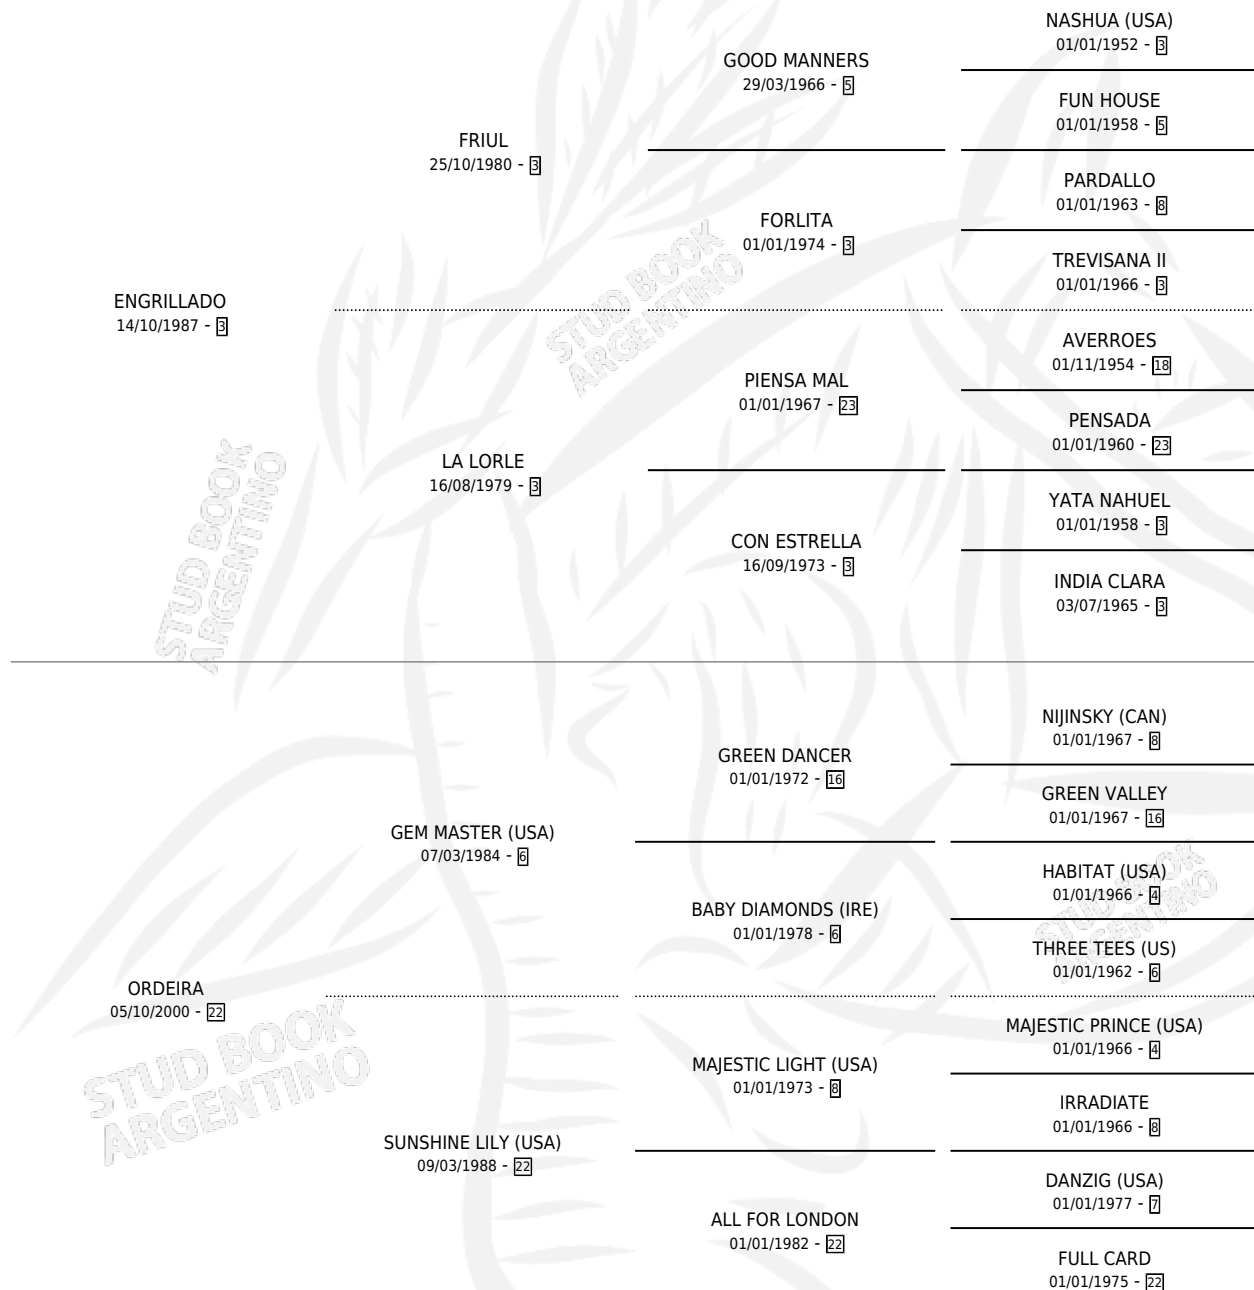 NASHUA (USA)
01/01/1952 - 3
GOOD MANNERS
29/03/1966 - 5
FUN HOUSE
01/01/1958 - 5
FRIUL
25/10/1980 - 3
PARDALLO
01/01/1963 - 8
FORLITA
01/01/1974 - 3
TREVISANA II
01/01/1966 - 3
STUD BOOK
ARGENTINO
ENGRILLADO
14/10/1987 - 3
AVERROES
01/11/1954 - 18
PIENSA MAL
01/01/1967 - 23
PENSADA
01/01/1960 - 23
LA LORLE
16/08/1979 - 3
YATA NAHUEL
01/01/1958 - 3
CON ESTRELLA
16/09/1973 - 3
INDIA CLARA
03/07/1965 - 3
STUD BOOK
ARGENTINO
NIJINSKY (CAN)
01/01/1967 - 8
GREEN DANCER
01/01/1972 - 16
GREEN VALLEY
01/01/1967 - 16
GEM MASTER (USA)
07/03/1984 - 6
HABITAT (USA)
01/01/1966 - 4
STUD BOOK
ARGENTINO
BABY DIAMONDS (IRE)
01/01/1978 - 6
THREE TEES (US)
01/01/1962 - 6
ORDEIRA
05/10/2000 - 22
STUD BOOK
ARGENTINO
MAJESTIC PRINCE (USA)
01/01/1966 - 4
MAJESTIC LIGHT (USA)
01/01/1973 - 8
IRRADIATE
01/01/1966 - 8
SUNSHINE LILY (USA)
09/03/1988 - 22
DANZIG (USA)
01/01/1977 - 7
ALL FOR LONDON
01/01/1982 - 22
FULL CARD
01/01/1975 - 22